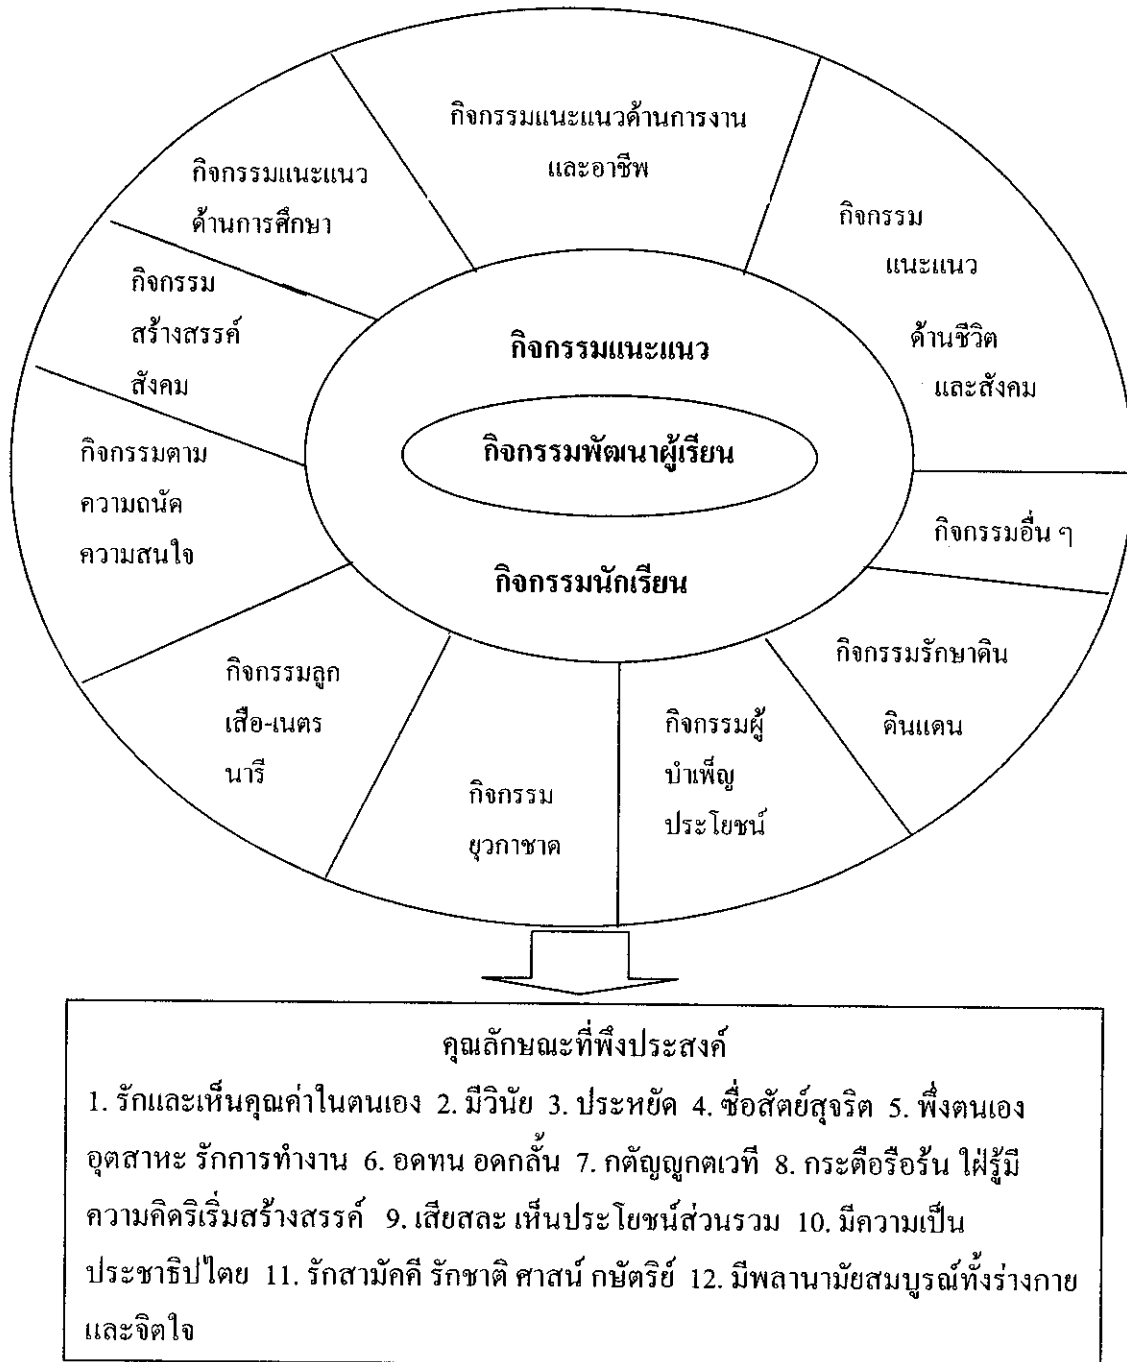 กิจกรรมแนะแนวด้านการงาน
และอาชีพ
กิจกรรมแนะแนว
ด้านการศึกษา
กิจกรรม
แนะแนว
ด้านชีวิต
และสังคม
กิจกรรม
สร้างสรรค์
สังคม
กิจกรรมแนะแนว
กิจกรรมพัฒนาผู้เรียน
กิจกรรมนักเรียน
กิจกรรมตาม
ความถนัด
ความสนใจ
กิจกรรมอื่น ๆ
กิจกรรมรักษาดิน
ดินแดน
กิจกรรมลูก
เสือ-เนตร
นารี
กิจกรรม
ยุวกาชาด
กิจกรรมผู้
บำเพ็ญ
ประโยชน์
คุณลักษณะที่พึงประสงค์
1. รักและเห็นคุณค่าในตนเอง 2. มีวินัย 3. ประหยัด 4. ซื่อสัตย์สุจริต 5. พึ่งตนเอง
อุตสาหะ รักการทำงาน 6. อดทน อดกลั้น 7. กตัญญูกตเวที 8. กระตือรือร้น ใฝ่รู้มี
ความคิดริเริ่มสร้างสรรค์ 9. เสียสละ เห็นประโยชน์ส่วนรวม 10. มีความเป็น
ประชาธิปไตย 11. รักสามัคคี รักชาติ ศาสน์ กษัตริย์ 12. มีพลานามัยสมบูรณ์ทั้งร่างกาย
และจิตใจ